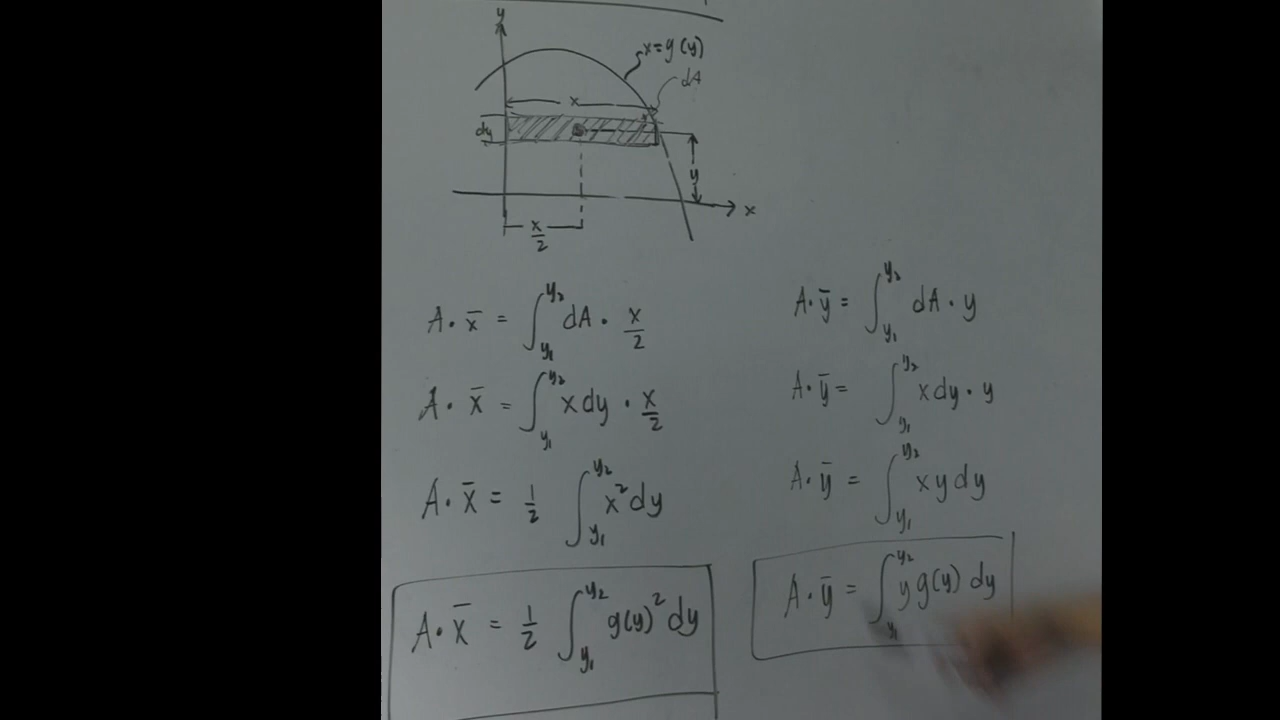 y
x = g(y)
dA
x
dy
y
x
x/2
A · x̄ = ∫_{y₁}^{y₂} dA · x/2
A · x̄ = ∫_{y₁}^{y₂} x dy · x/2
A · x̄ = 1/2 ∫_{y₁}^{y₂} x² dy
A · x̄ = 1/2 ∫_{y₁}^{y₂} g(y)² dy
A · ȳ = ∫_{y₁}^{y₂} dA · y
A · ȳ = ∫_{y₁}^{y₂} x dy · y
A · ȳ = ∫_{y₁}^{y₂} x y dy
A · ȳ = ∫_{y₁}^{y₂} y g(y) dy